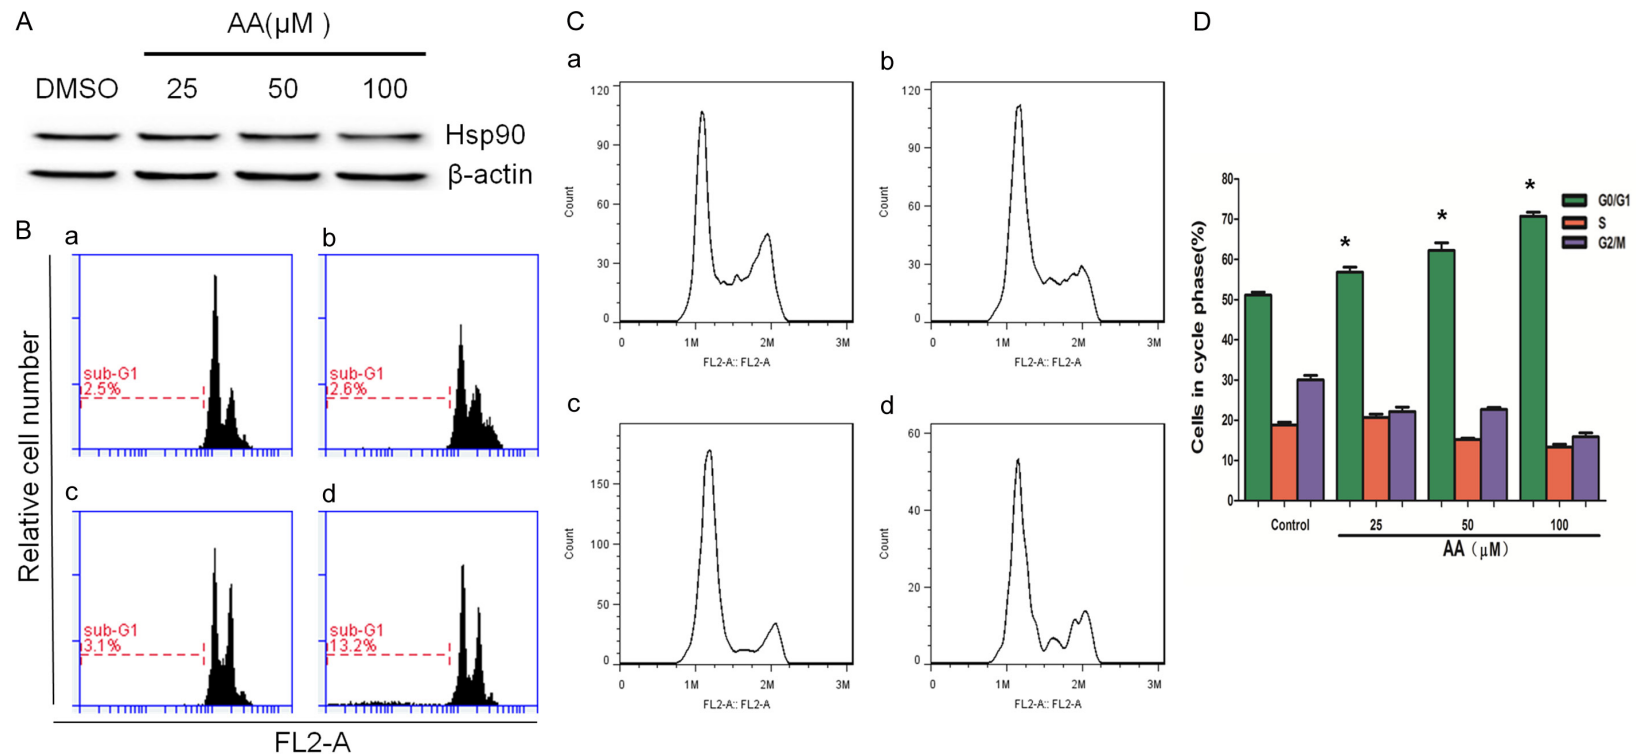 A
AA(μM )
DMSO 25 50 100
Hsp90
β-actin
B
a
b
sub-G1
2.5%
sub-G1
2.6%
c
d
sub-G1
3.1%
sub-G1
13.2%
Relative cell number
FL2-A
C
a
120
90
60
30
0
Count
0 1M 2M 3M
FL2-A:: FL2-A
b
120
90
60
30
0
Count
0 1M 2M 3M
FL2-A:: FL2-A
c
150
100
50
0
Count
0 1M 2M 3M
FL2-A:: FL2-A
d
60
40
20
0
Count
0 1M 2M 3M
FL2-A:: FL2-A
D
80
70
60
50
40
30
20
10
0
Cells in cycle phase(%)
* * *
G0/G1
S
G2/M
Control 25 50 100
AA (μM)